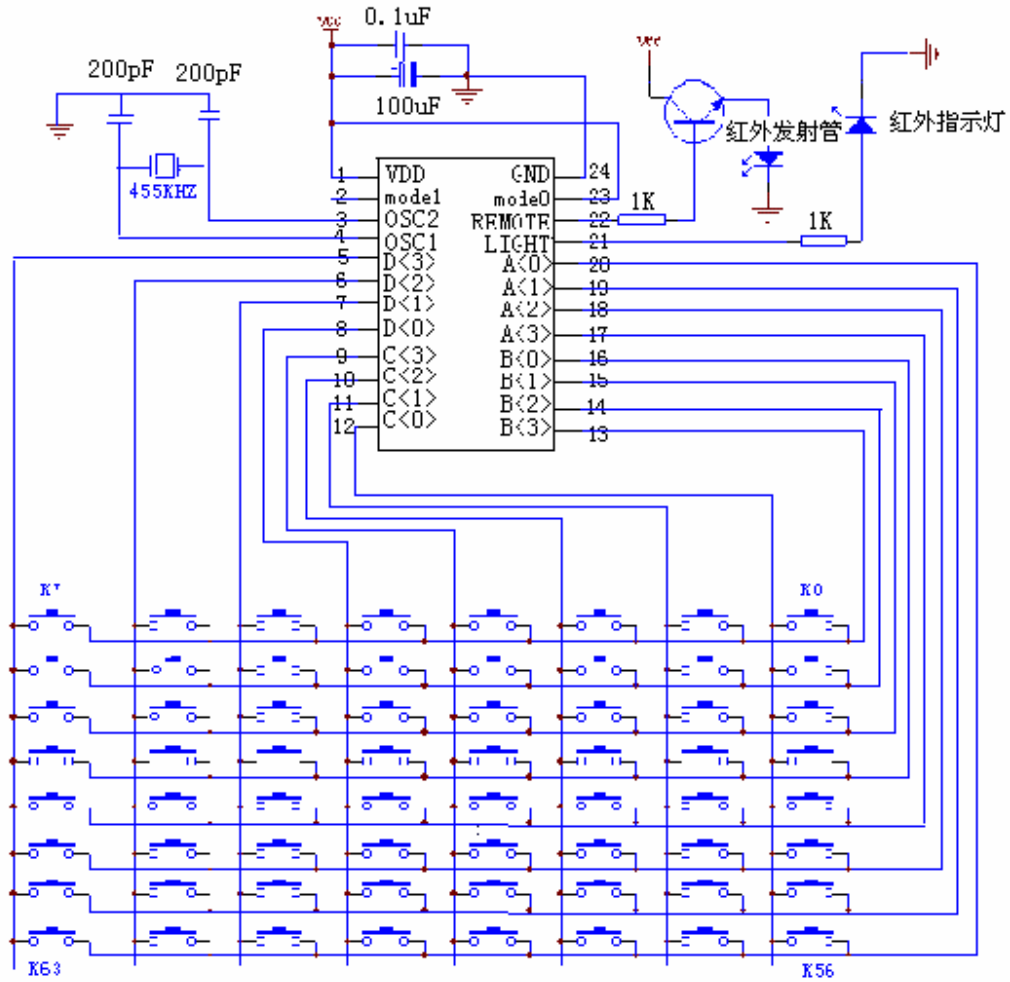 vcc
0.1uF
200pF
200pF
100uF
455KHZ
红外发射管
红外指示灯
1K
1K
1 VDD
2 mode1
3 OSC2
4 OSC1
5 D<3>
6 D<2>
7 D<1>
8 D<0>
9 C<3>
10 C<2>
11 C<1>
12 C<0>
GND 24
mode0 23
REMOTE 22
LIGHT 21
A<0> 20
A<1> 19
A<2> 18
A<3> 17
B<0> 16
B<1> 15
B<2> 14
B<3> 13
K0
K63
K56